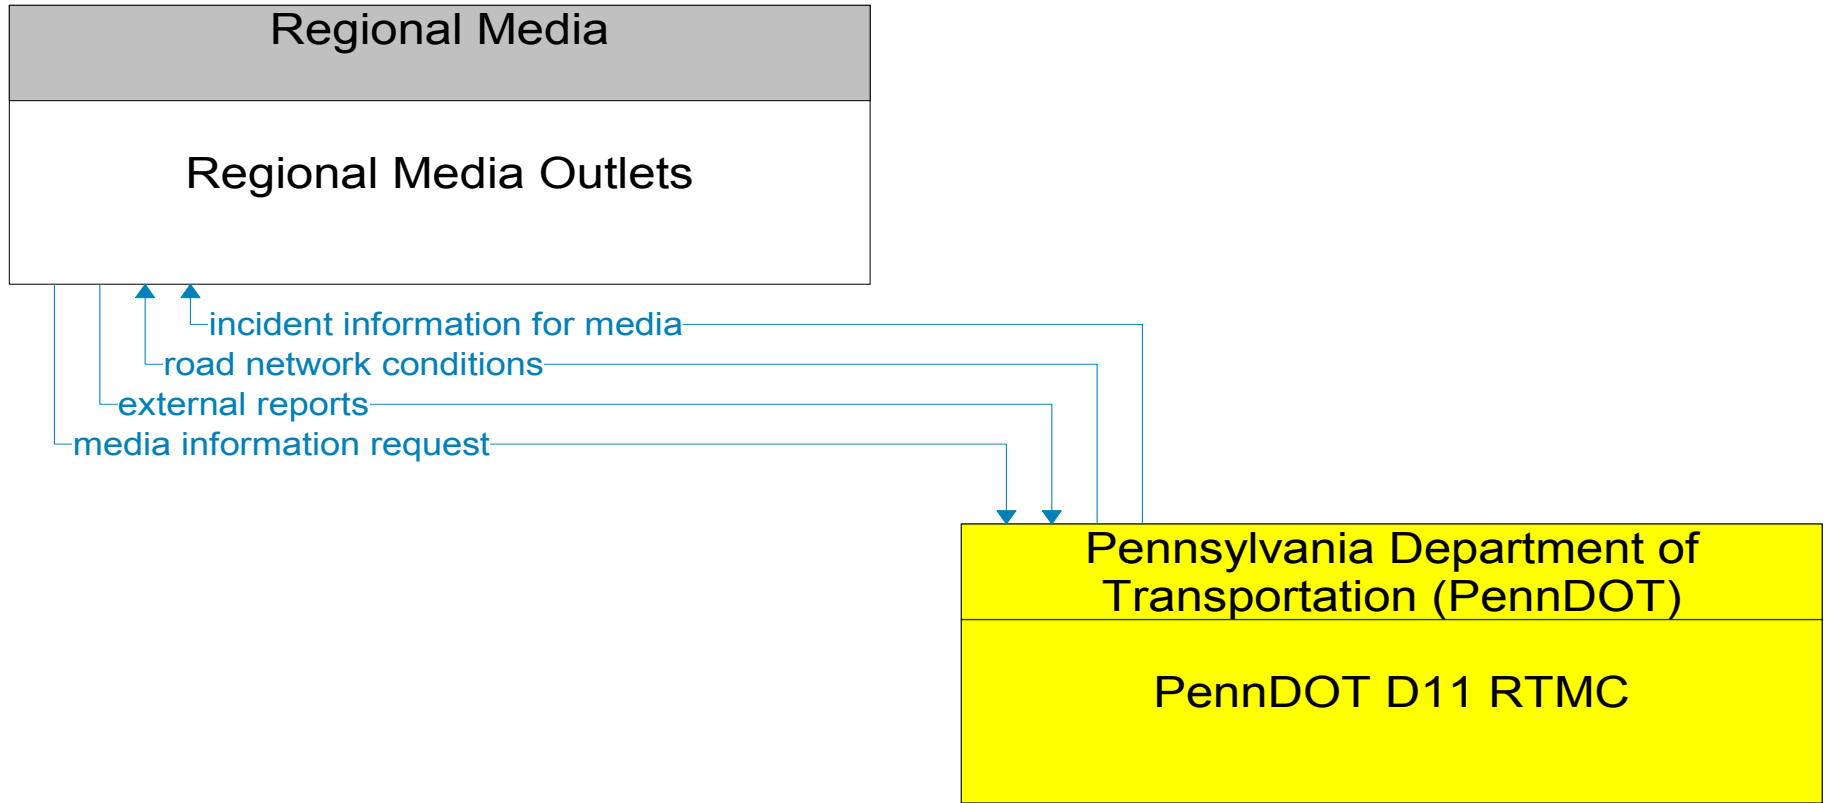 Regional Media
Regional Media Outlets
incident information for media
road network conditions
external reports
media information request
Pennsylvania Department of
Transportation (PennDOT)
PennDOT D11 RTMC